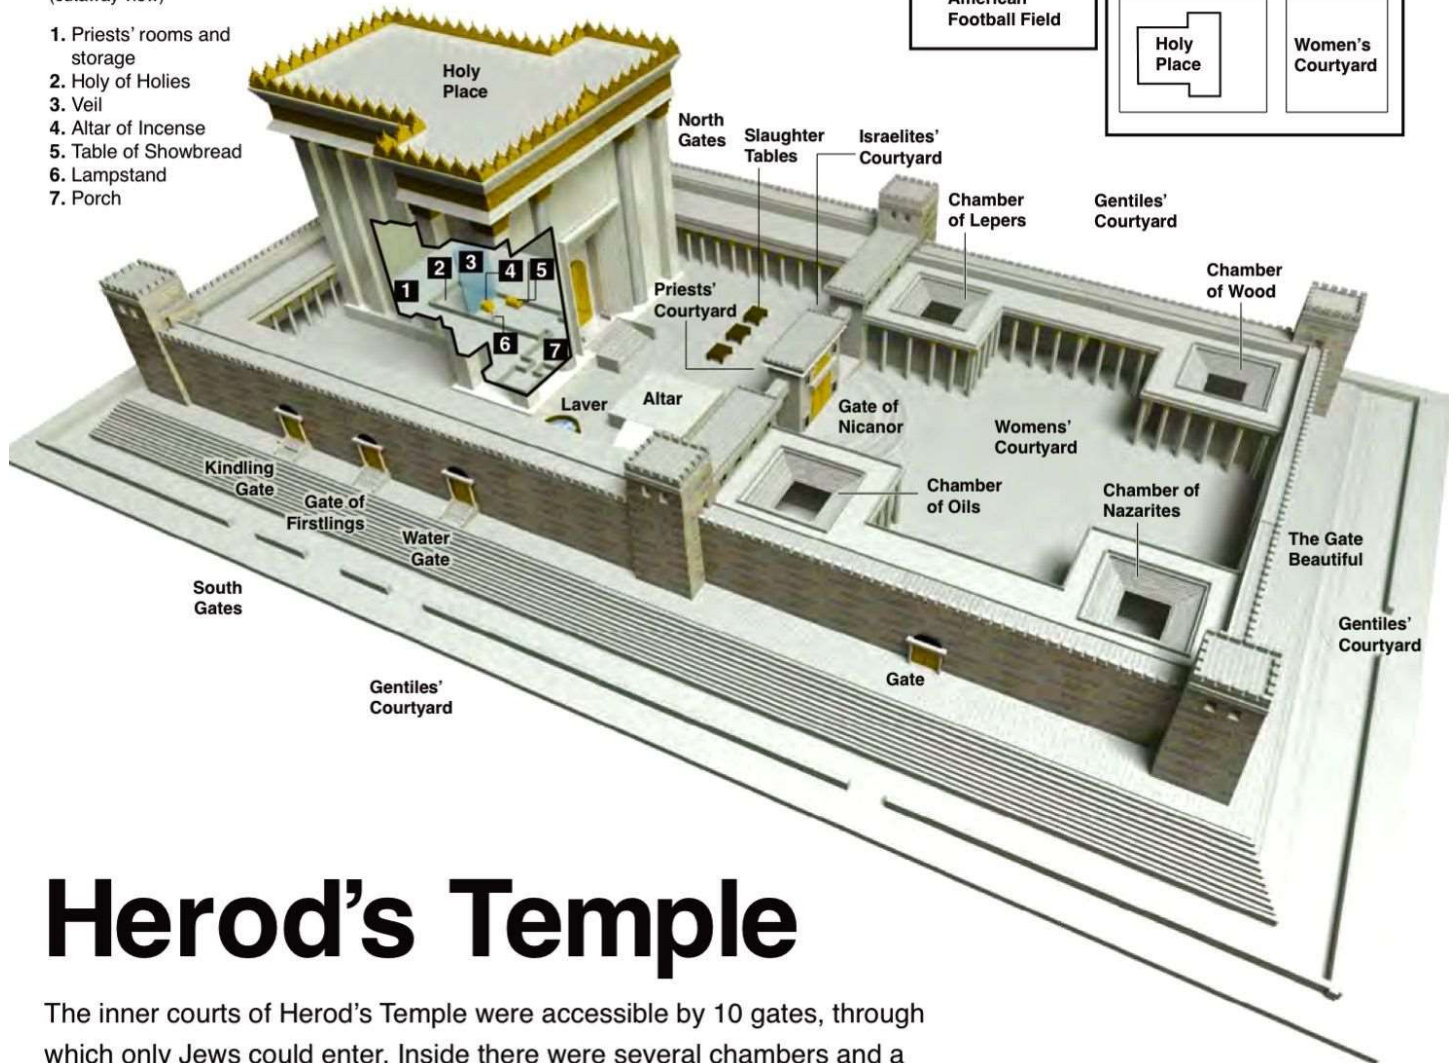 (cutaway view)
1. Priests' rooms and
storage
2. Holy of Holies
3. Veil
4. Altar of Incense
5. Table of Showbread
6. Lampstand
7. Porch
American
Football Field
Holy
Place
Women's
Courtyard
Holy
Place
North
Gates
Slaughter
Tables
Israelites'
Courtyard
Chamber
of Lepers
Gentiles'
Courtyard
Chamber
of Wood
Priests'
Courtyard
1
2
3
4
5
6
7
Laver
Altar
Gate of
Nicanor
Womens'
Courtyard
Kindling
Gate
Gate of
Firstlings
Water
Gate
Chamber
of Oils
Chamber of
Nazarites
The Gate
Beautiful
South
Gates
Gentiles'
Courtyard
Gate
Gentiles'
Courtyard
Herod's Temple
The inner courts of Herod's Temple were accessible by 10 gates, through
which only Jews could enter. Inside there were several chambers and a